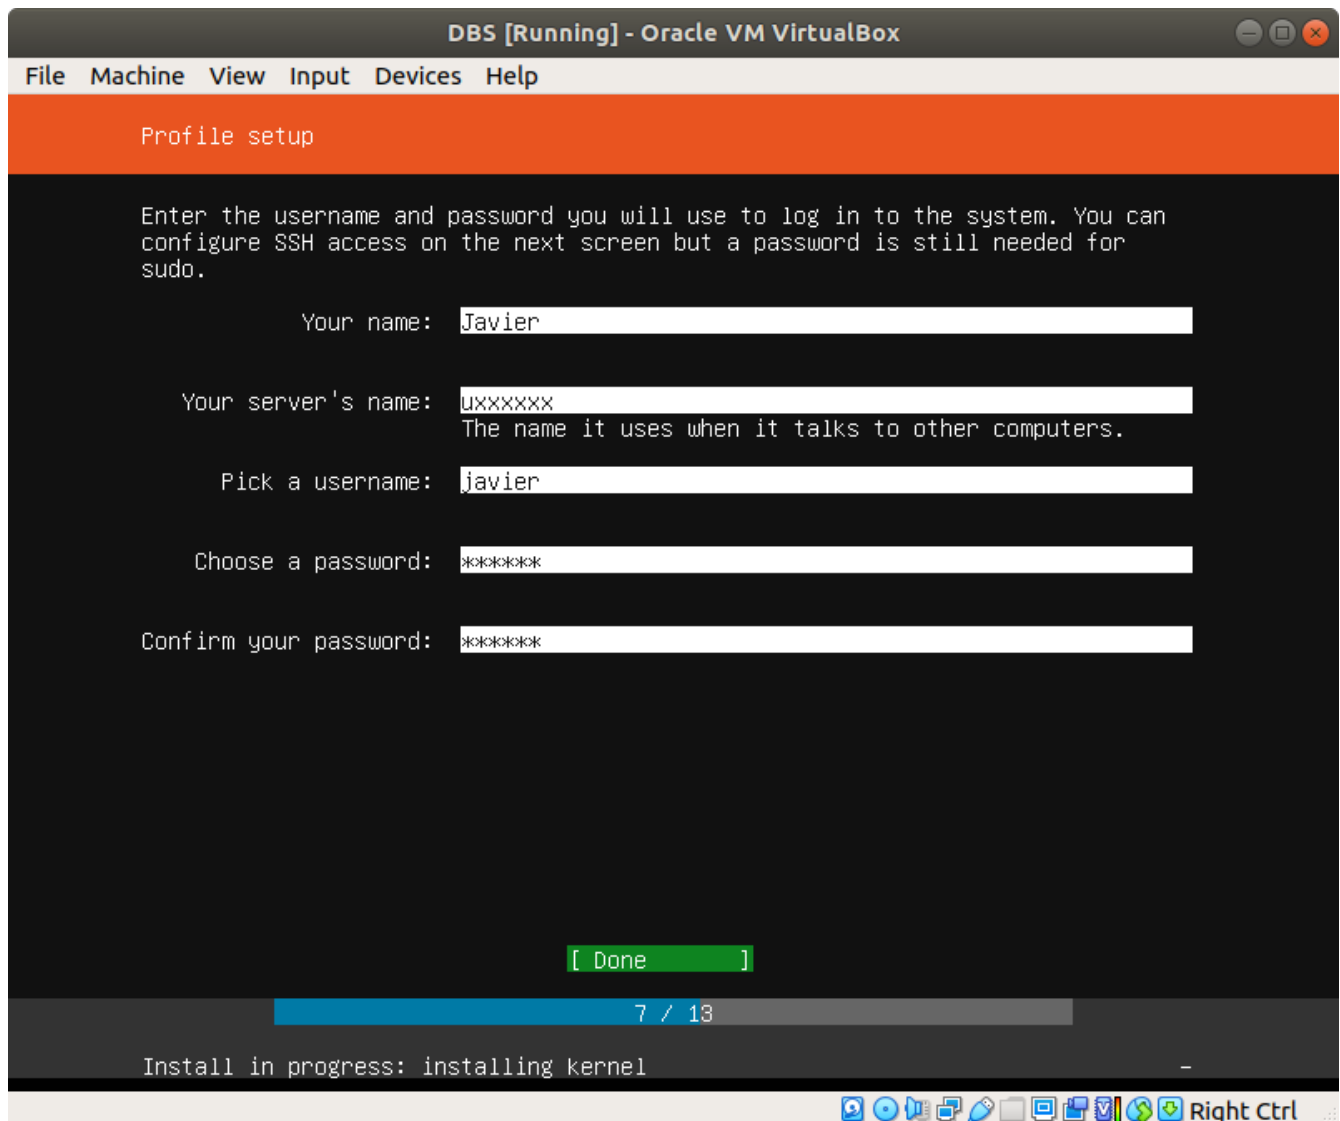 DBS [Running] - Oracle VM VirtualBox
File Machine View Input Devices Help
Profile setup
Enter the username and password you will use to log in to the system. You can
configure SSH access on the next screen but a password is still needed for
sudo.
Your name: Javier
Your server's name: uxxxxxx
The name it uses when it talks to other computers.
Pick a username: javier
Choose a password: ******
Confirm your password: ******
[ Done ]
7 / 13
Install in progress: installing kernel -
Right Ctrl